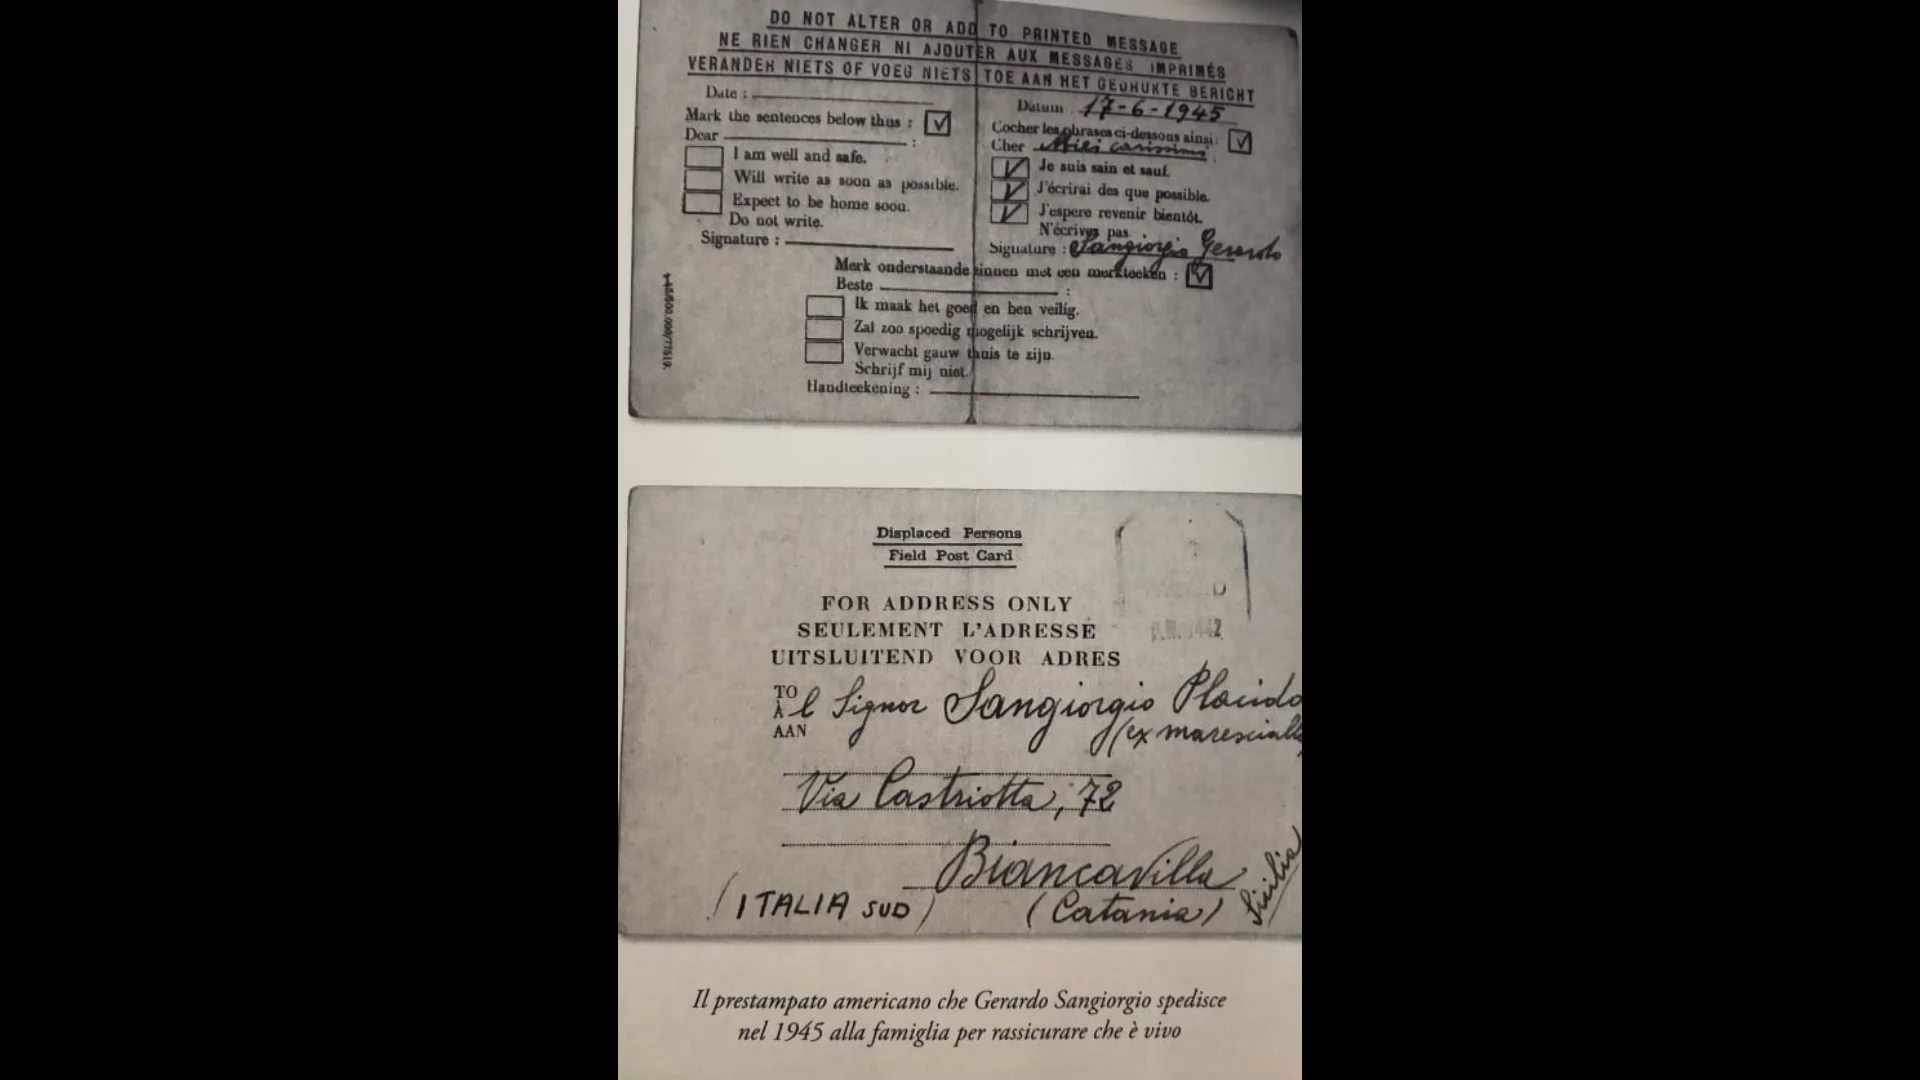 DO NOT ALTER OR ADD TO PRINTED MESSAGE
NE RIEN CHANGER NI AJOUTER AUX MESSAGES IMPRIMÉS
VERANDER NIETS OF VOEG NIETS TOE AAN HET GEDRUKTE BERICHT
Date :
Mark the sentences below thus :
Dear :
I am well and safe.
Will write as soon as possible.
Expect to be home soon.
Do not write.
Signature :
Datum 17-6-1945
Cocher les phrases ci-dessous ainsi:
Cher Miei carissimi
Je suis sain et sauf.
J'écrirai des que possible.
J'espere revenir bientôt.
N'écrivez pas.
Signature : Sangiorgio Gerardo
Merk onderstaande zinnen met een merkteeken :
Beste :
Ik maak het goed en ben veilig.
Zal zoo spoedig mogelijk schrijven.
Verwacht gauw thuis te zijn.
Schrijf mij niet.
Handteekening :
Displaced Persons
Field Post Card
FOR ADDRESS ONLY
SEULEMENT L'ADRESSE
UITSLUITEND VOOR ADRES
TO
À l Signor Sangiorgio Placido
AAN
(ex maresciallo
Via Castriotta, 72
Biancavilla
(ITALIA SUD) (Catania) Sicilia
Il prestampato americano che Gerardo Sangiorgio spedisce
nel 1945 alla famiglia per rassicurare che è vivo